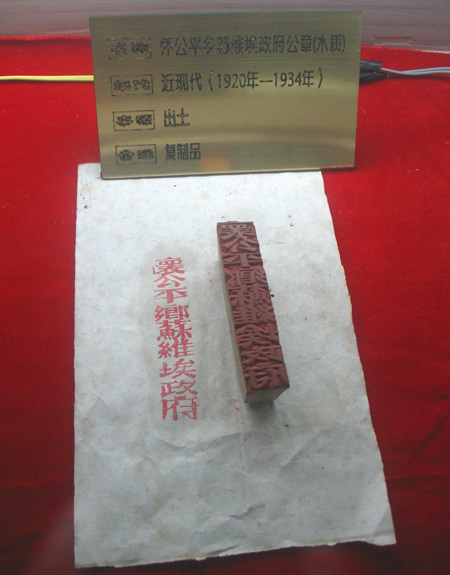 怀公平乡苏维埃政府公章(木质)
近现代（1920年—1934年）
出土
复制品
褱公平鄉蘇維埃政府